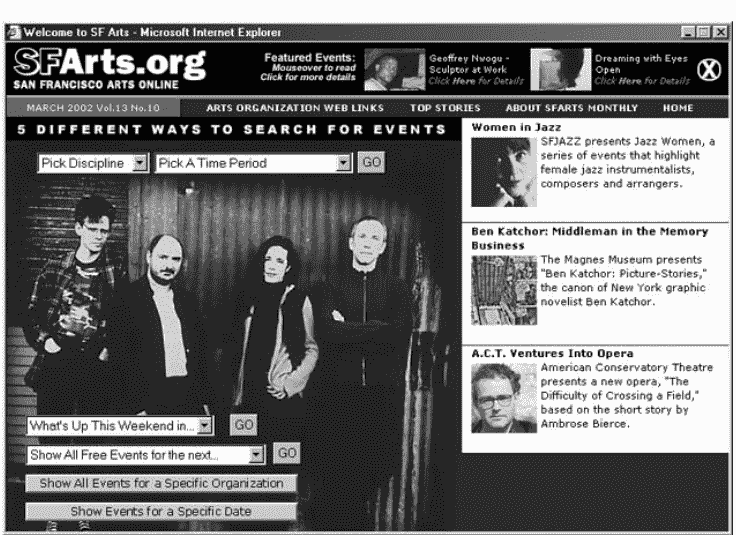 Welcome to SF Arts - Microsoft Internet Explorer
SFArts.org
SAN FRANCISCO ARTS ONLINE
Featured Events:
Mouseover to read
Click for more details
Geoffrey Nwogu -
Sculptor at Work
Click Here for Details
Dreaming with Eyes
Open
Click Here for Details
MARCH 2002 Vol.13 No.10
ARTS ORGANIZATION WEB LINKS
TOP STORIES
ABOUT SFARTS MONTHLY
HOME
5 DIFFERENT WAYS TO SEARCH FOR EVENTS
Pick Discipline
Pick A Time Period
GO
What's Up This Weekend in...
GO
Show All Free Events for the next...
GO
Show All Events for a Specific Organization
Show Events for a Specific Date
Women in Jazz
SFJAZZ presents Jazz Women, a
series of events that highlight
female jazz instrumentalists,
composers and arrangers.
Ben Katchor: Middleman in the Memory
Business
The Magnes Museum presents
"Ben Katchor: Picture-Stories,"
the canon of New York graphic
novelist Ben Katchor.
A.C.T. Ventures Into Opera
American Conservatory Theatre
presents a new opera, "The
Difficulty of Crossing a Field,"
based on the short story by
Ambrose Bierce.